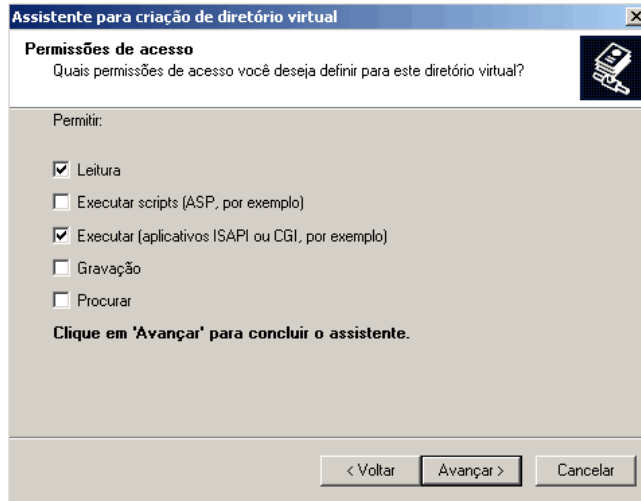 Assistente para criação de diretório virtual
Permissões de acesso
Quais permissões de acesso você deseja definir para este diretório virtual?
Permitir:
Leitura
Executar scripts (ASP, por exemplo)
Executar (aplicativos ISAPI ou CGI, por exemplo)
Gravação
Procurar
Clique em 'Avançar' para concluir o assistente.
< Voltar
Avançar >
Cancelar